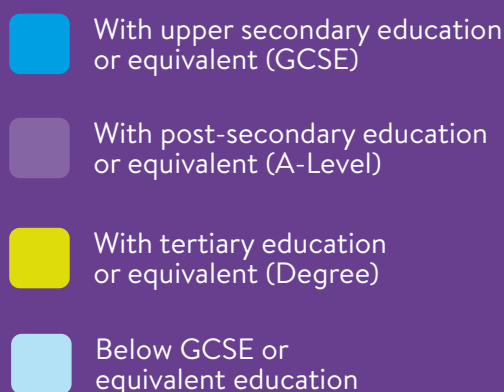 With upper secondary education
or equivalent (GCSE)
With post-secondary education
or equivalent (A-Level)
With tertiary education
or equivalent (Degree)
Below GCSE or
equivalent education